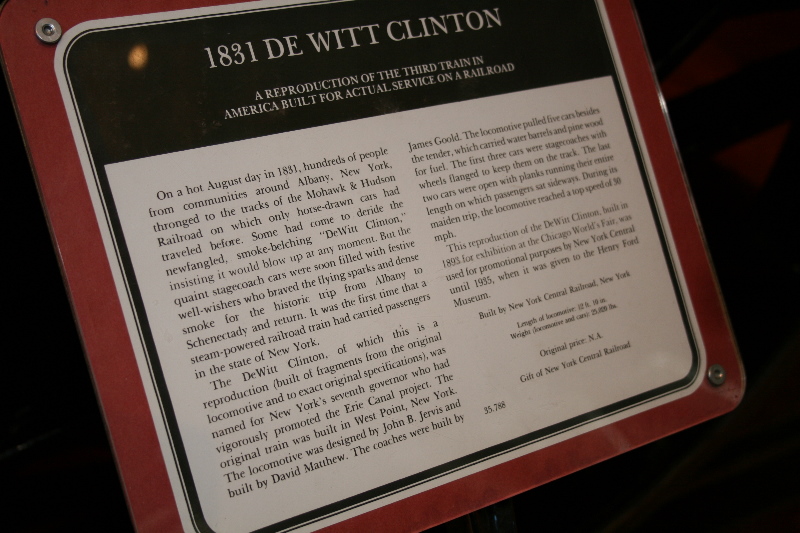 1831 DE WITT CLINTON
A REPRODUCTION OF THE THIRD TRAIN IN
AMERICA BUILT FOR ACTUAL SERVICE ON A RAILROAD
On a hot August day in 1831, hundreds of people
from communities around Albany, New York,
thronged to the tracks of the Mohawk & Hudson
Railroad on which only horse-drawn cars had
traveled before. Some had come to deride the
newfangled, smoke-belching "DeWitt Clinton,"
insisting it would blow up at any moment. But the
quaint stagecoach cars were soon filled with festive
well-wishers who braved the flying sparks and dense
smoke for the historic trip from Albany to
Schenectady and return. It was the first time that a
steam-powered railroad train had carried passengers
in the state of New York.
The DeWitt Clinton, of which this is a
reproduction (built of fragments from the original
locomotive and to exact original specifications), was
named for New York's seventh governor who had
vigorously promoted the Erie Canal project. The
original train was built in West Point, New York.
The locomotive was designed by John B. Jervis and
built by David Matthew. The coaches were built by
James Goold. The locomotive pulled five cars besides
the tender, which carried water barrels and pine wood
for fuel. The first three cars were stagecoaches with
wheels flanged to keep them on the track. The last
two cars were open with planks running their entire
length on which passengers sat sideways. During its
maiden trip, the locomotive reached a top speed of 30
mph.
This reproduction of the DeWitt Clinton, built in
1893 for exhibition at the Chicago World's Fair, was
used for promotional purposes by New York Central
until 1935, when it was given to the Henry Ford
Museum.
Built by New York Central Railroad, New York
Length of locomotive: 12 ft. 10 in.
Weight (locomotive and cars): 25,020 lbs.
Original price: N.A.
Gift of New York Central Railroad
35.788